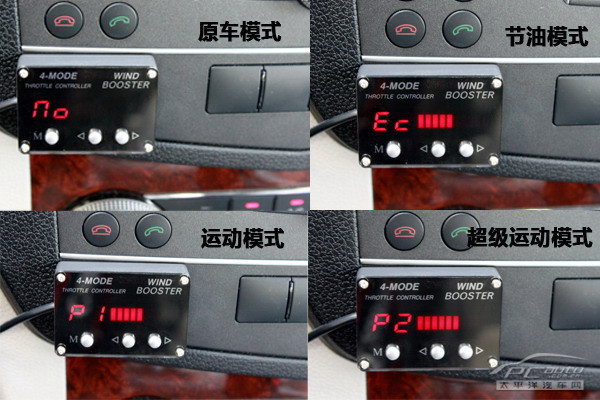 原车模式
4-MODE WIND
THROTTLE CONTROLLER BOOSTER
No
M
节油模式
4-MODE WIND
THROTTLE CONTROLLER BOOSTER
Ec
M
运动模式
4-MODE WIND
THROTTLE CONTROLLER BOOSTER
P1
M
超级运动模式
4-MODE WIND
THROTTLE CONTROLLER BOOSTER
P2
M
PCauto
太平洋汽车网